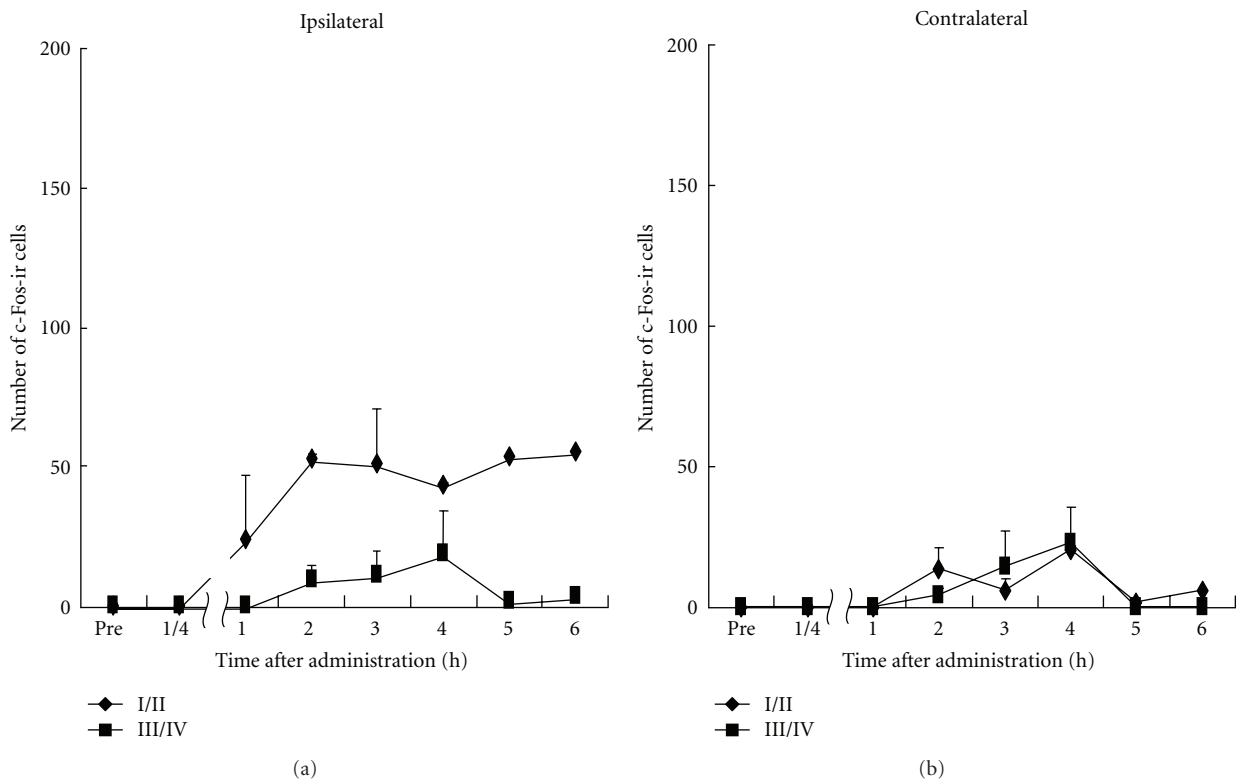 Ipsilateral
200
150
100
50
0
Number of c-Fos-ir cells
Pre 1/4 1 2 3 4 5 6
Time after administration (h)
I/II
III/IV
(a)
Contralateral
200
150
100
50
0
Number of c-Fos-ir cells
Pre 1/4 1 2 3 4 5 6
Time after administration (h)
I/II
III/IV
(b)